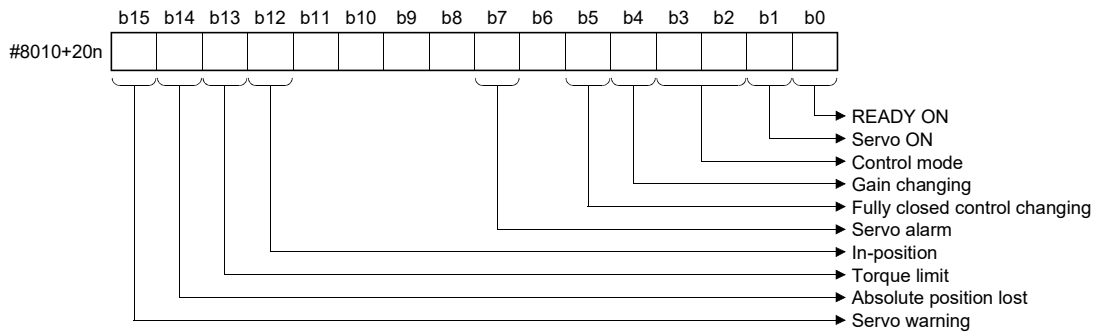 b15 b14 b13 b12 b11 b10 b9 b8 b7 b6 b5 b4 b3 b2 b1 b0
#8010+20n
READY ON
Servo ON
Control mode
Gain changing
Fully closed control changing
Servo alarm
In-position
Torque limit
Absolute position lost
Servo warning